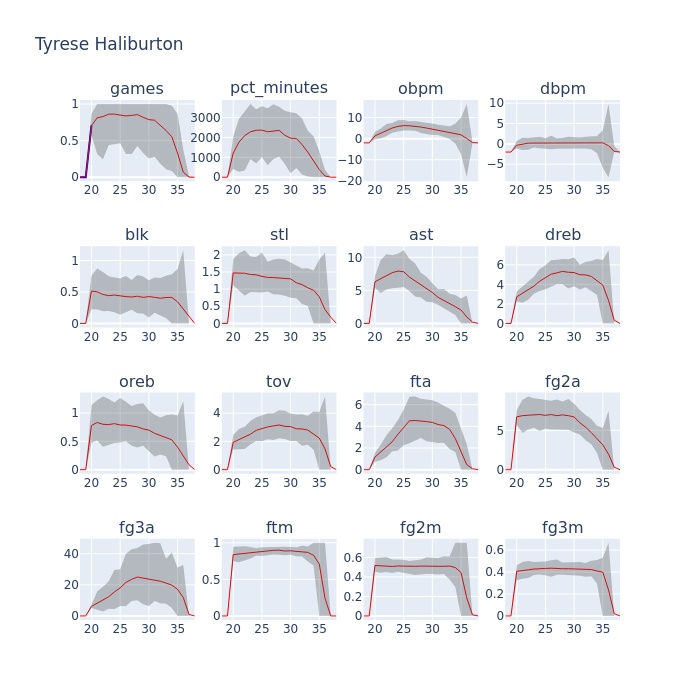 Tyrese Haliburton
games pct_minutes obpm dbpm
1 3000 10 10
0.5 2000 0 5
1000 −10 0
0 0 −20 −5
20 25 30 35 20 25 30 35 20 25 30 35 20 25 30 35
blk stl ast dreb
1 2 10 6
0.5 1.5 5 4
1 2
0.5
0 0 0 0
20 25 30 35 20 25 30 35 20 25 30 35 20 25 30 35
oreb tov fta fg2a
1 4 6 5
0.5 2 4
2
0 0 0 0
20 25 30 35 20 25 30 35 20 25 30 35 20 25 30 35
fg3a ftm fg2m fg3m
40 1 0.6 0.6
20 0.5 0.4 0.4
0.2 0.2
0 0 0 0
20 25 30 35 20 25 30 35 20 25 30 35 20 25 30 35